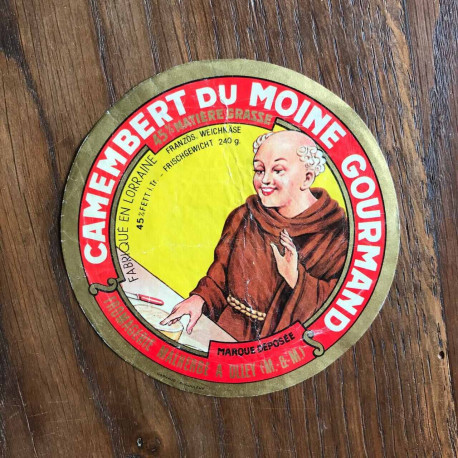 CAMEMBERT DU MOINE GOURMAND
45% MATIÈRE GRASSE
FABRIQUÉ EN LORRAINE
45% FETT i. Tr. - FRANZÖS. WEICHKÄSE
FRISCHGEWICHT 240 g.
MARQUE DÉPOSÉE
FROMAGERIE